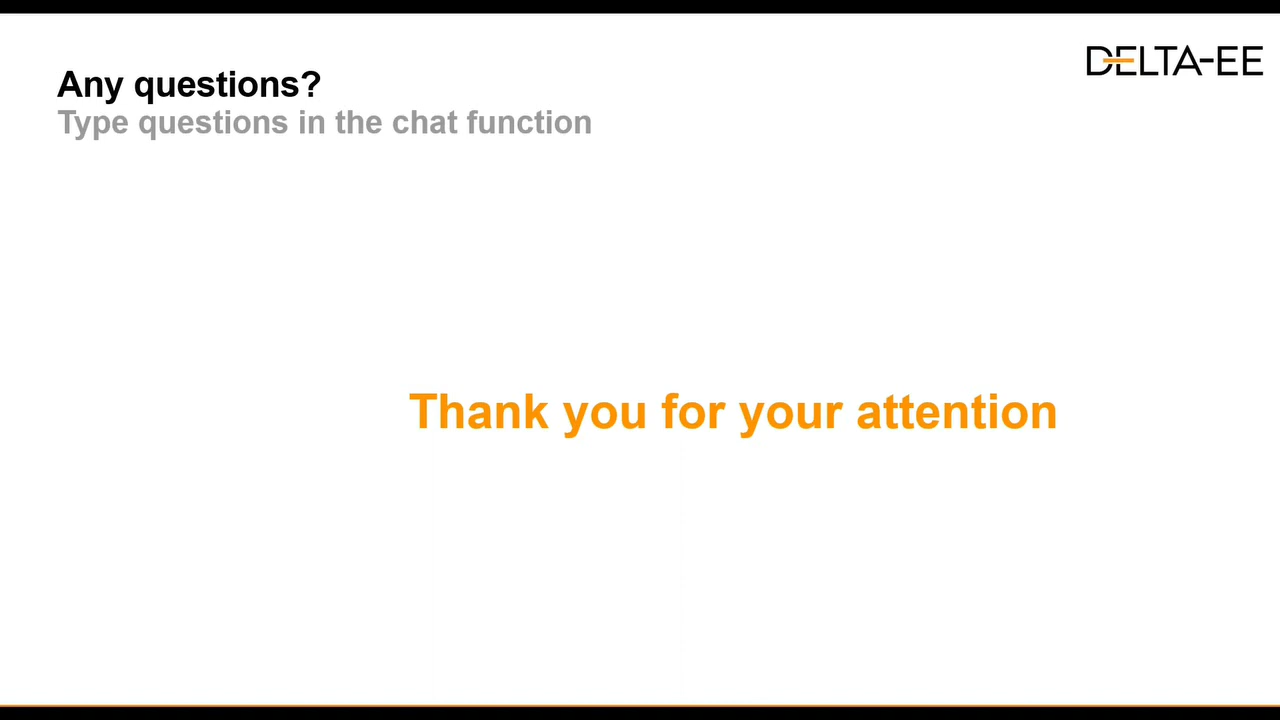 DELTA-EE
Any questions?
Type questions in the chat function
Thank you for your attention